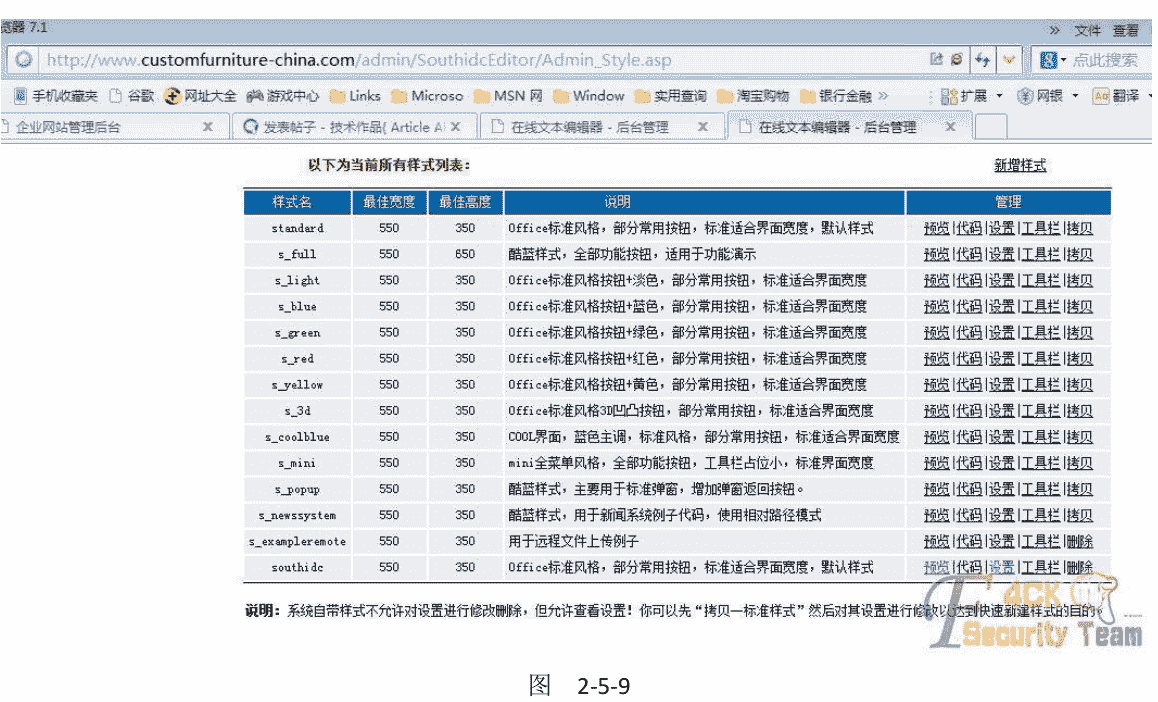 览器 7.1 » 文件 查看
http://www.customfurniture-china.com/admin/SouthidcEditor/Admin_Style.asp 点此搜索
手机收藏夹 谷歌 网址大全 游戏中心 Links Microso MSN 网 Window 实用查询 淘宝购物 银行金融 » 扩展 网银 翻译
企业网站管理后台 x 发表帖子 - 技术作品( Article A x 在线文本编辑器 - 后台管理 x 在线文本编辑器 - 后台管理 x
以下为当前所有样式列表: 新增样式
样式名 最佳宽度 最佳高度 说明 管理
standard 550 350 Office标准风格，部分常用按钮，标准适合界面宽度，默认样式 预览|代码|设置|工具栏|拷贝
s_full 550 650 酷蓝样式，全部功能按钮，适用于功能演示 预览|代码|设置|工具栏|拷贝
s_light 550 350 Office标准风格按钮+淡色，部分常用按钮，标准适合界面宽度 预览|代码|设置|工具栏|拷贝
s_blue 550 350 Office标准风格按钮+蓝色，部分常用按钮，标准适合界面宽度 预览|代码|设置|工具栏|拷贝
s_green 550 350 Office标准风格按钮+绿色，部分常用按钮，标准适合界面宽度 预览|代码|设置|工具栏|拷贝
s_red 550 350 Office标准风格按钮+红色，部分常用按钮，标准适合界面宽度 预览|代码|设置|工具栏|拷贝
s_yellow 550 350 Office标准风格按钮+黄色，部分常用按钮，标准适合界面宽度 预览|代码|设置|工具栏|拷贝
s_3d 550 350 Office标准风格3D凹凸按钮，部分常用按钮，标准适合界面宽度 预览|代码|设置|工具栏|拷贝
s_coolblue 550 350 COOL界面，蓝色主调，标准风格，部分常用按钮，标准适合界面宽度 预览|代码|设置|工具栏|拷贝
s_mini 550 350 mini全菜单风格，全部功能按钮，工具栏占位小，标准界面宽度 预览|代码|设置|工具栏|拷贝
s_popup 550 350 酷蓝样式，主要用于标准弹窗，增加弹窗返回按钮。 预览|代码|设置|工具栏|拷贝
s_newssystem 550 350 酷蓝样式，用于新闻系统例子代码，使用相对路径模式 预览|代码|设置|工具栏|拷贝
s_exampleremote 550 350 用于远程文件上传例子 预览|代码|设置|工具栏|删除
southidc 550 350 Office标准风格，部分常用按钮，标准适合界面宽度，默认样式 预览|代码|设置|工具栏|删除
说明：系统自带样式不允许对设置进行修改删除，但允许查看设置！你可以先“拷贝一标准样式”然后对其设置进行修改以达到快速新建样式的目的。
Security Team
图 2-5-9